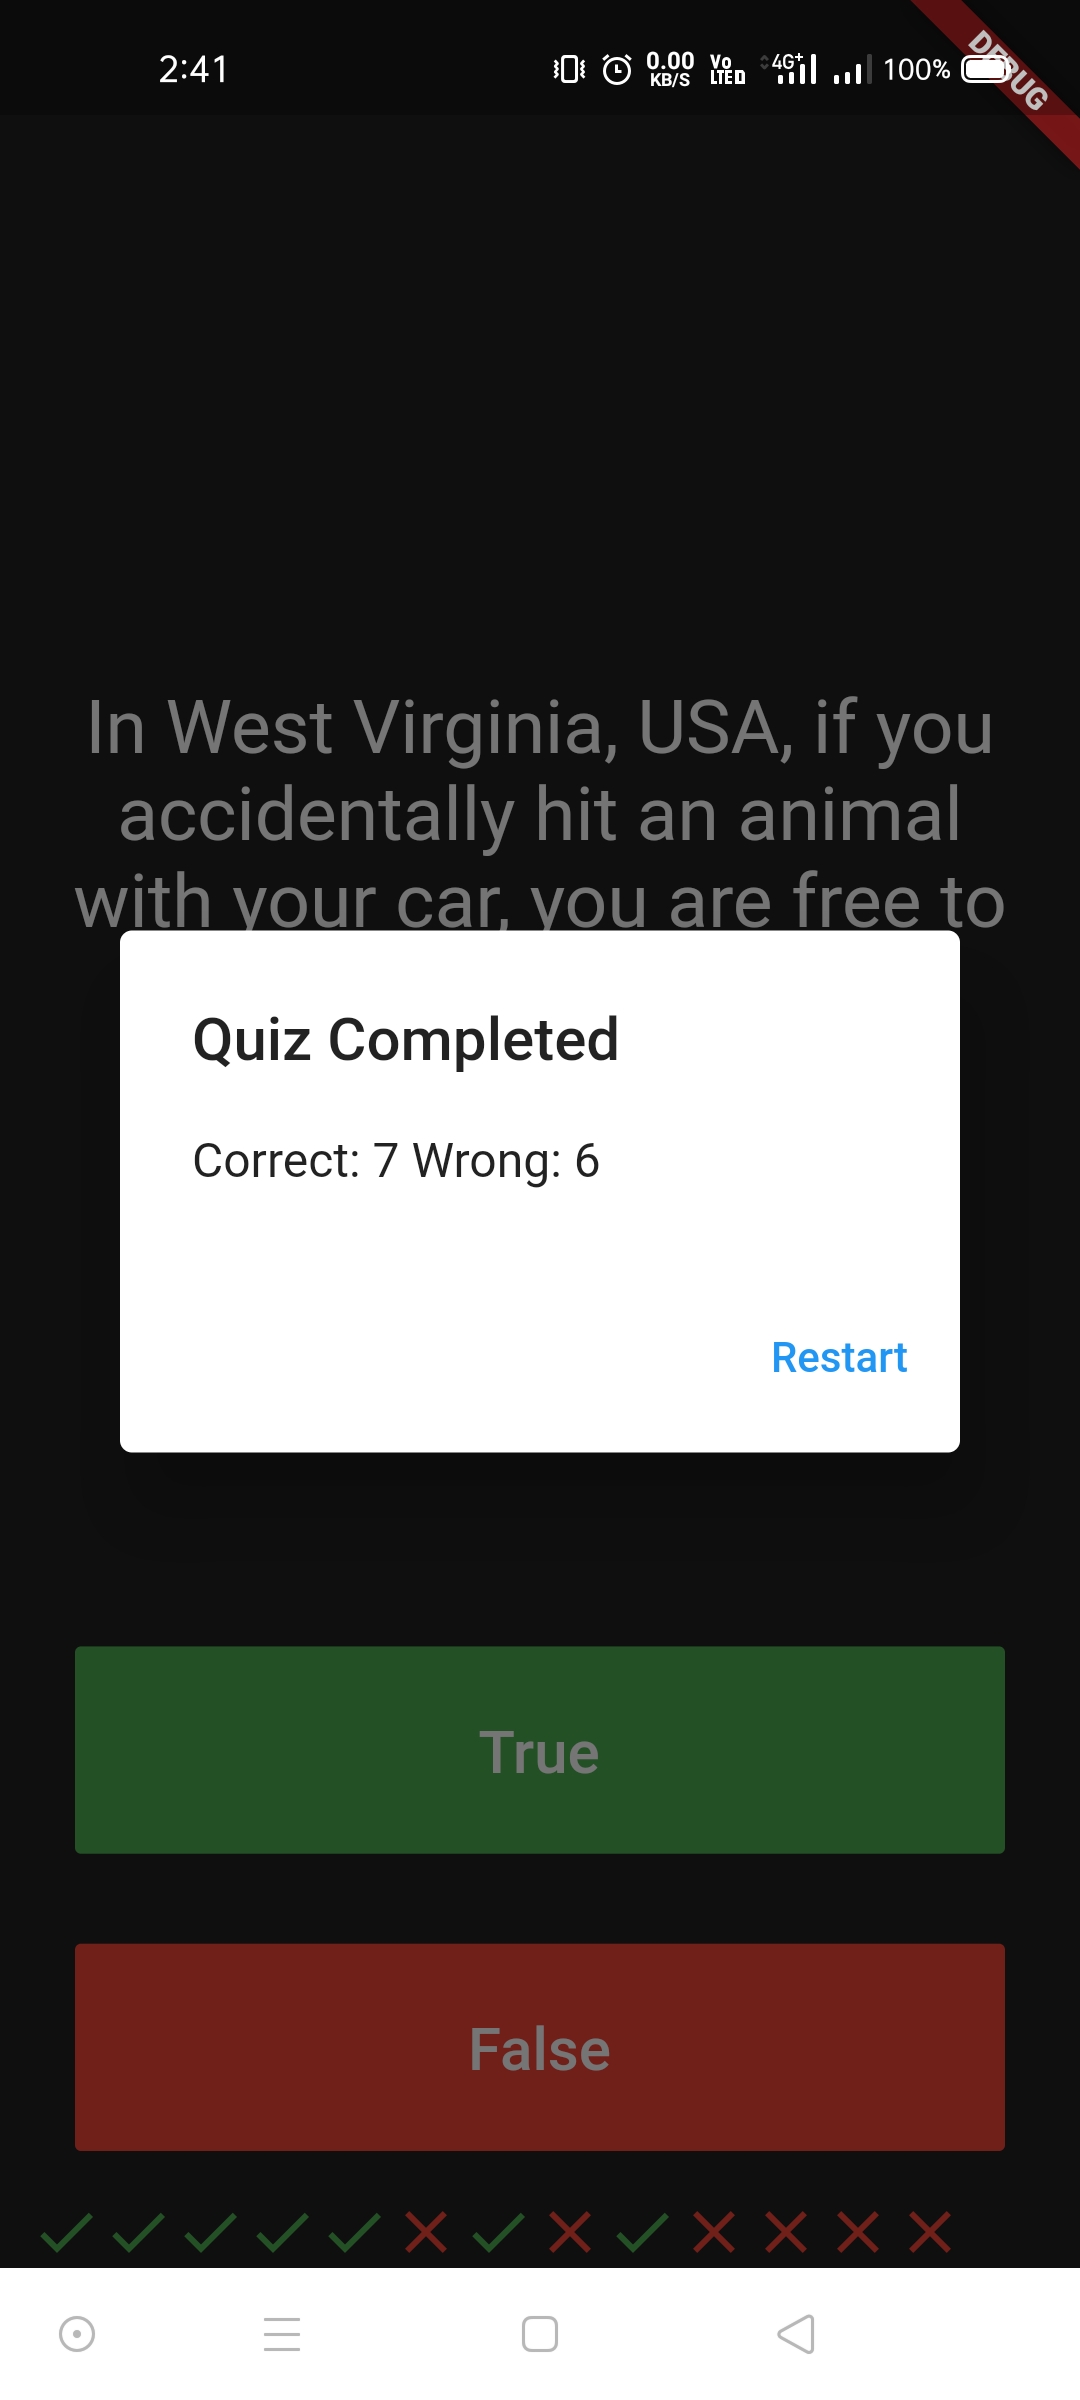 2:41
0.00
KB/S
Vo
LTE D
4G+
100%
DEBUG
In West Virginia, USA, if you
accidentally hit an animal
with your car, you are free to
Quiz Completed
Correct: 7 Wrong: 6
Restart
True
False